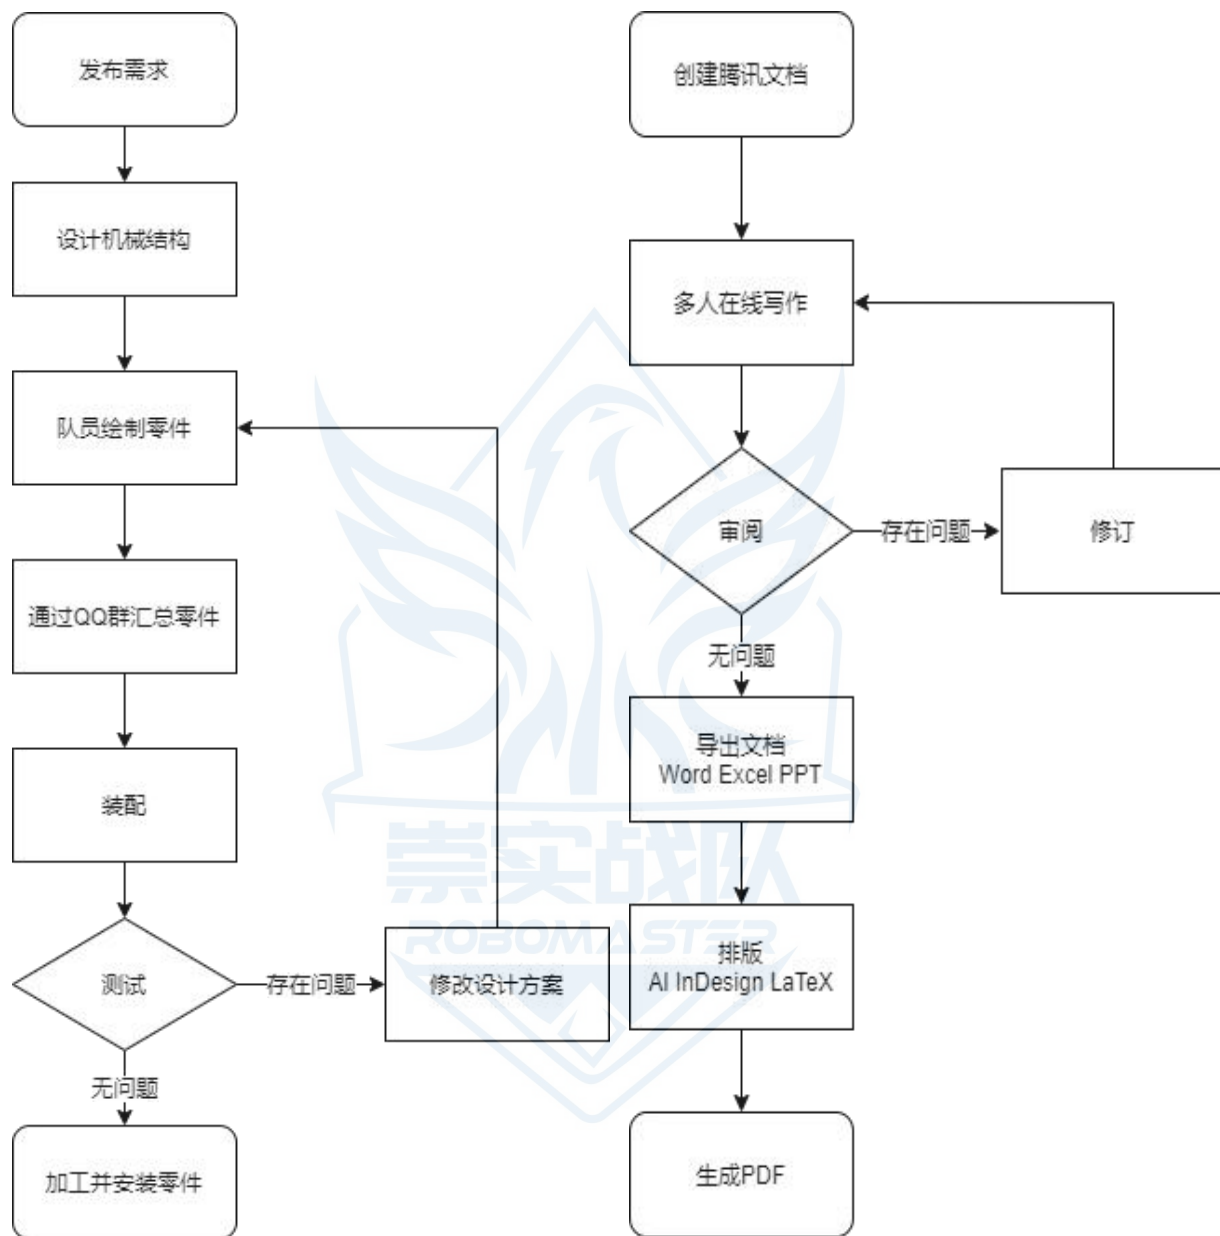 发布需求
设计机械结构
队员绘制零件
通过QQ群汇总零件
装配
测试
存在问题
修改设计方案
无问题
加工并安装零件
创建腾讯文档
多人在线写作
审阅
存在问题
修订
无问题
导出文档
Word Excel PPT
排版
AI InDesign LaTeX
生成PDF
崇实战队
ROBOMASTER